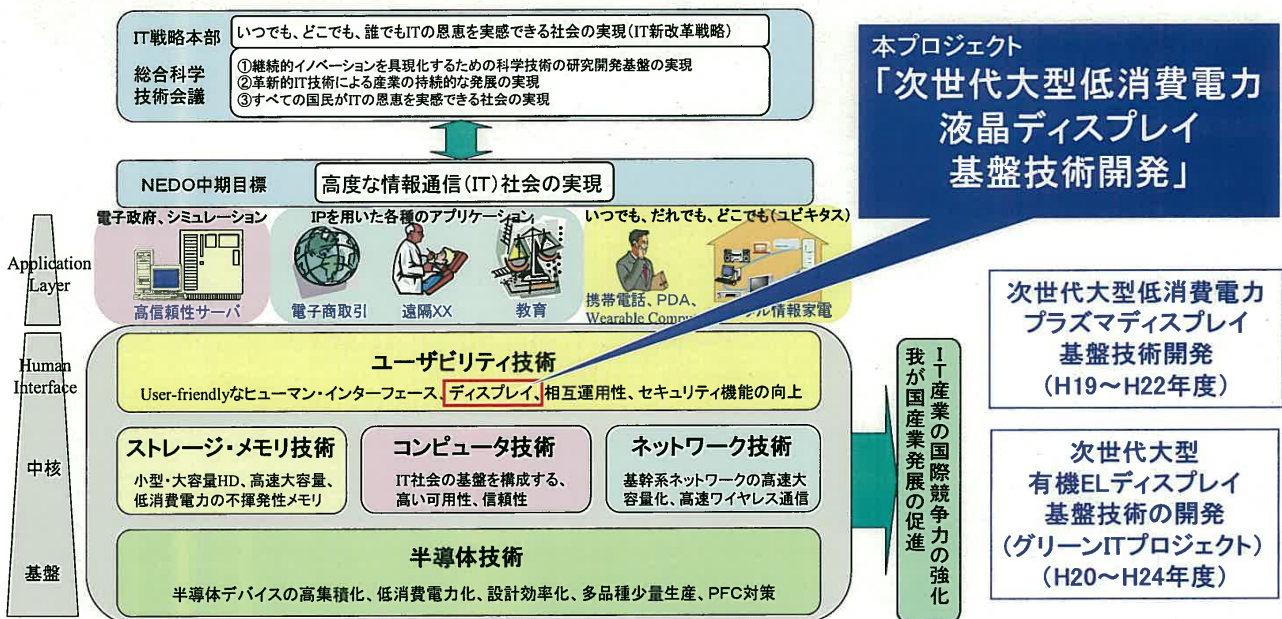 IT戦略本部
いつでも、どこでも、誰でもITの恩恵を実感できる社会の実現(IT新改革戦略)
総合科学
技術会議
①継続的イノベーションを具現化するための科学技術の研究開発基盤の実現
②革新的IT技術による産業の持続的な発展の実現
③すべての国民がITの恩恵を実感できる社会の実現
本プロジェクト
「次世代大型低消費電力
液晶ディスプレイ
基盤技術開発」
NEDO中期目標
高度な情報通信(IT)社会の実現
電子政府、シミュレーション
IPを用いた各種のアプリケーション
いつでも、だれでも、どこでも(ユビキタス)
Application
Layer
高信頼性サーバ
電子商取引
遠隔XX
教育
携帯電話、PDA、
Wearable Comput
ル情報家電
Human
Interface
ユーザビリティ技術
User-friendlyなヒューマン・インターフェース、ディスプレイ、相互運用性、セキュリティ機能の向上
中核
ストレージ・メモリ技術
小型・大容量HD、高速大容量、
低消費電力の不揮発性メモリ
コンピュータ技術
IT社会の基盤を構成する、
高い可用性、信頼性
ネットワーク技術
基幹系ネットワークの高速大
容量化、高速ワイヤレス通信
基盤
半導体技術
半導体デバイスの高集積化、低消費電力化、設計効率化、多品種少量生産、PFC対策
IT産業の国際競争力の強化
我が国産業発展の促進
次世代大型低消費電力
プラズマディスプレイ
基盤技術開発
(H19~H22年度)
次世代大型
有機ELディスプレイ
基盤技術の開発
(グリーンITプロジェクト)
(H20~H24年度)